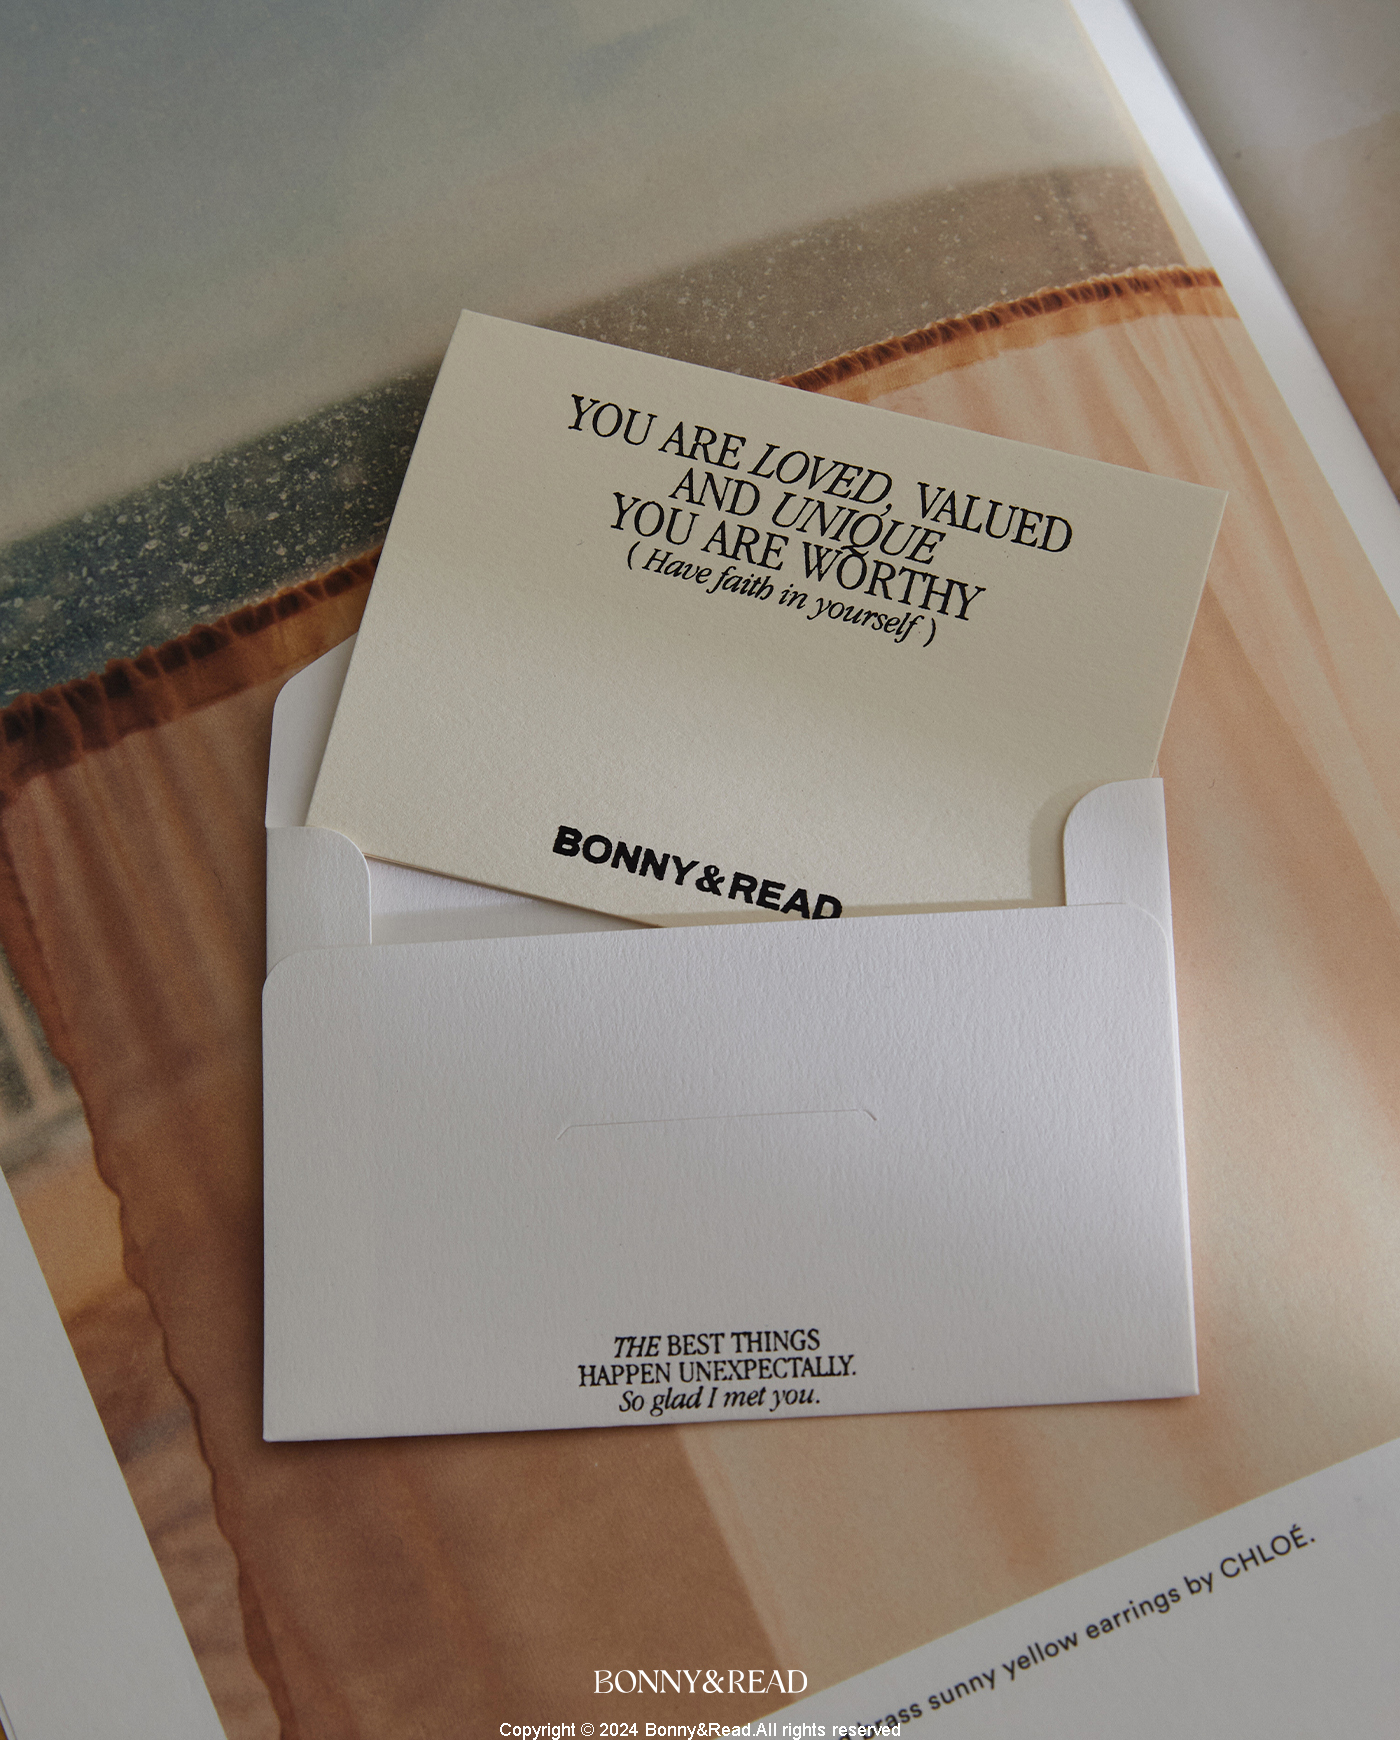 YOU ARE LOVED, VALUED
AND UNIQUE
YOU ARE WORTHY
( Have faith in yourself )
BONNY&READ
THE BEST THINGS
HAPPEN UNEXPECTALLY.
So glad I met you.
brass sunny yellow earrings by CHLOÉ.
BONNY&READ
Copyright © 2024 Bonny&Read.All rights reserved